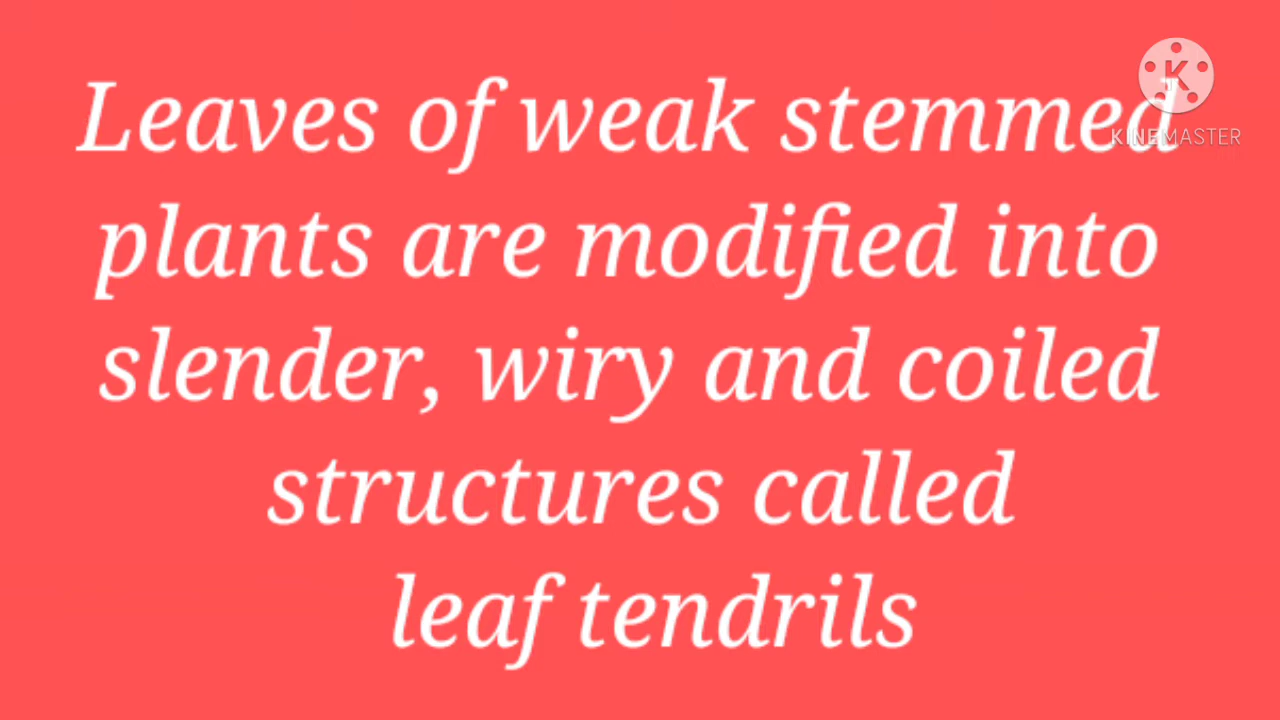 Leaves of weak stemmed
plants are modified into
slender, wiry and coiled
structures called
leaf tendrils
K
KINEMASTER